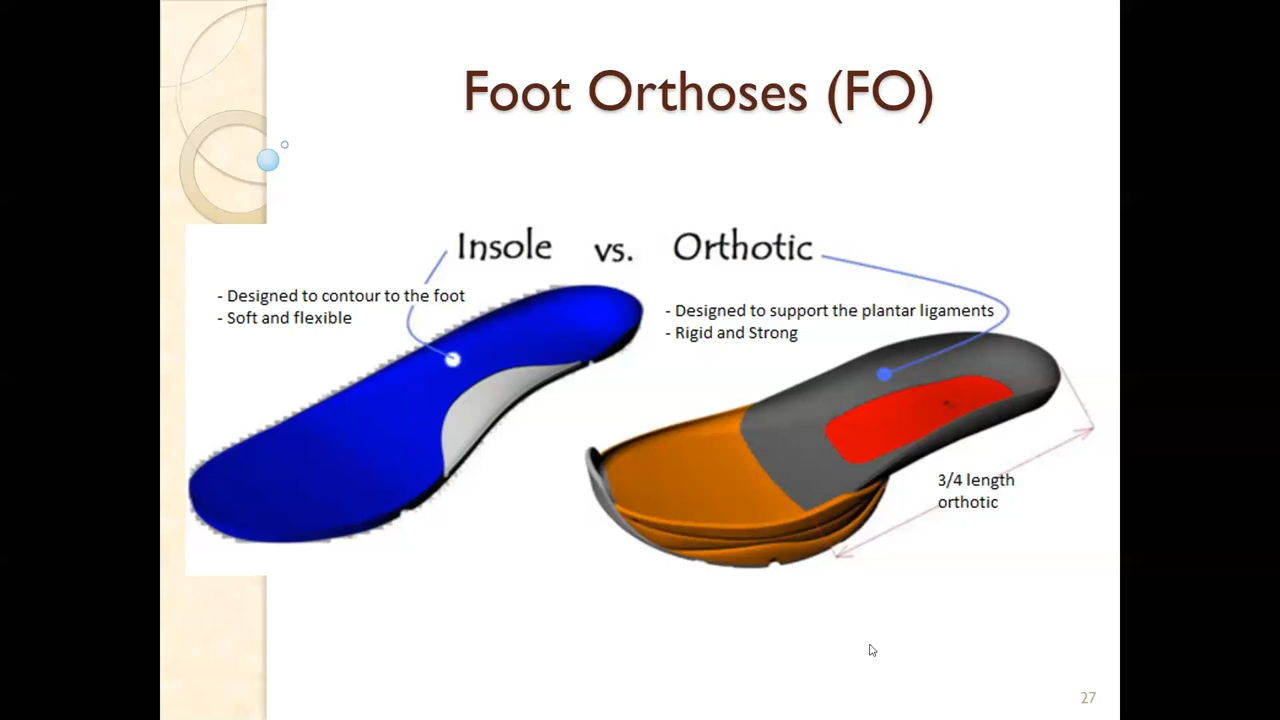 Foot Orthoses (FO)
Insole vs. Orthotic
- Designed to contour to the foot
- Soft and flexible
- Designed to support the plantar ligaments
- Rigid and Strong
3/4 length
orthotic
27